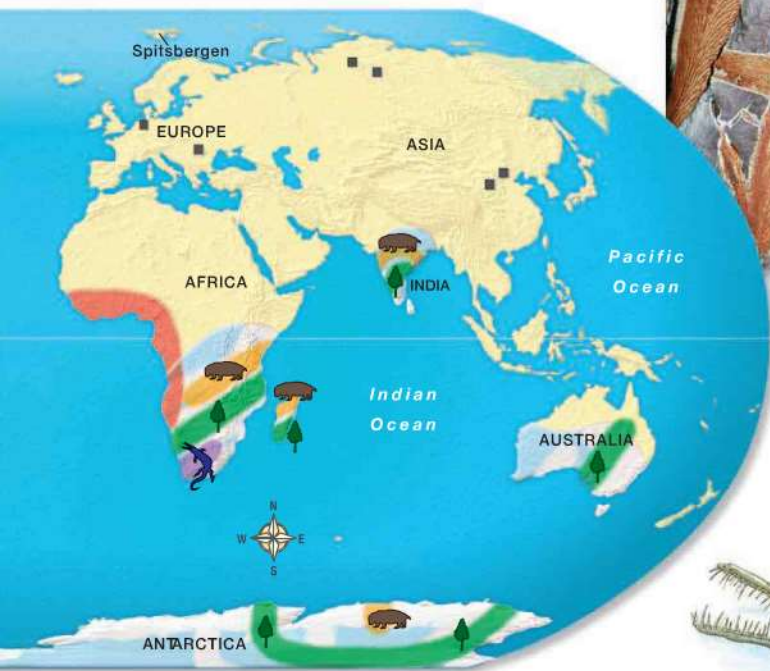 Spitsbergen
EUROPE
ASIA
Pacific
Ocean
AFRICA
INDIA
Indian
Ocean
AUSTRALIA
N
W E
S
ANTARCTICA